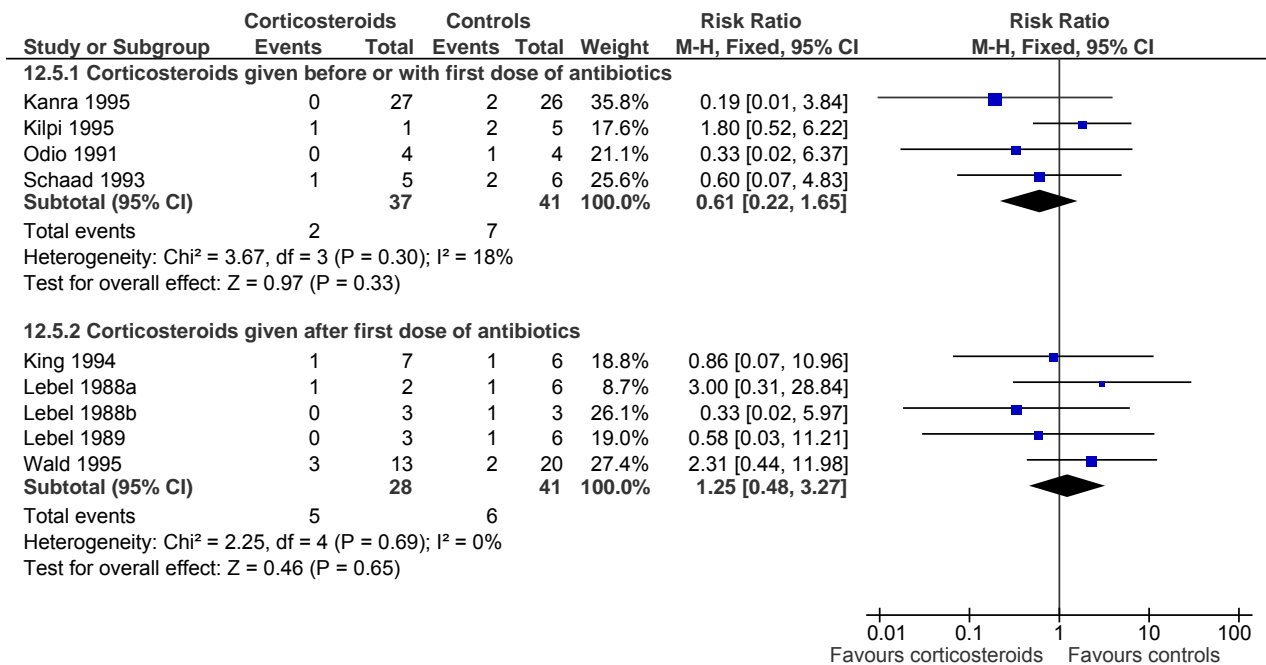 Corticosteroids Controls Risk Ratio Risk Ratio
Study or Subgroup Events Total Events Total Weight M-H, Fixed, 95% CI M-H, Fixed, 95% CI
12.5.1 Corticosteroids given before or with first dose of antibiotics
Kanra 1995 0 27 2 26 35.8% 0.19 [0.01, 3.84]
Kilpi 1995 1 1 2 5 17.6% 1.80 [0.52, 6.22]
Odio 1991 0 4 1 4 21.1% 0.33 [0.02, 6.37]
Schaad 1993 1 5 2 6 25.6% 0.60 [0.07, 4.83]
Subtotal (95% CI) 37 41 100.0% 0.61 [0.22, 1.65]
Total events 2 7
Heterogeneity: Chi² = 3.67, df = 3 (P = 0.30); I² = 18%
Test for overall effect: Z = 0.97 (P = 0.33)
12.5.2 Corticosteroids given after first dose of antibiotics
King 1994 1 7 1 6 18.8% 0.86 [0.07, 10.96]
Lebel 1988a 1 2 1 6 8.7% 3.00 [0.31, 28.84]
Lebel 1988b 0 3 1 3 26.1% 0.33 [0.02, 5.97]
Lebel 1989 0 3 1 6 19.0% 0.58 [0.03, 11.21]
Wald 1995 3 13 2 20 27.4% 2.31 [0.44, 11.98]
Subtotal (95% CI) 28 41 100.0% 1.25 [0.48, 3.27]
Total events 5 6
Heterogeneity: Chi² = 2.25, df = 4 (P = 0.69); I² = 0%
Test for overall effect: Z = 0.46 (P = 0.65)
0.01 0.1 1 10 100
Favours corticosteroids Favours controls